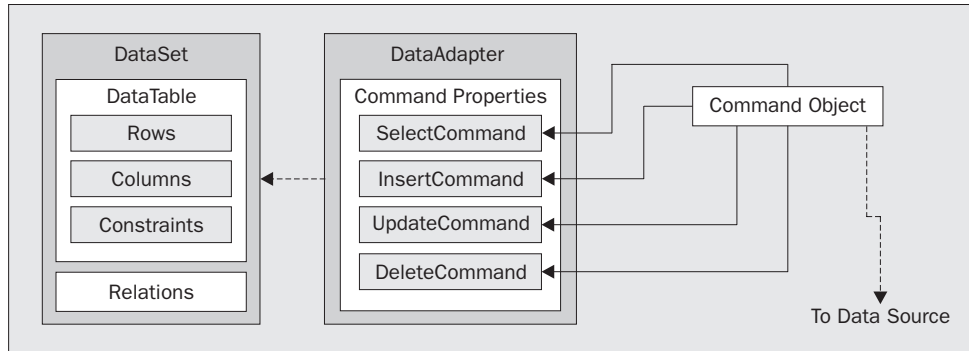 DataSet
DataTable
Rows
Columns
Constraints
Relations
DataAdapter
Command Properties
SelectCommand
InsertCommand
UpdateCommand
DeleteCommand
Command Object
To Data Source